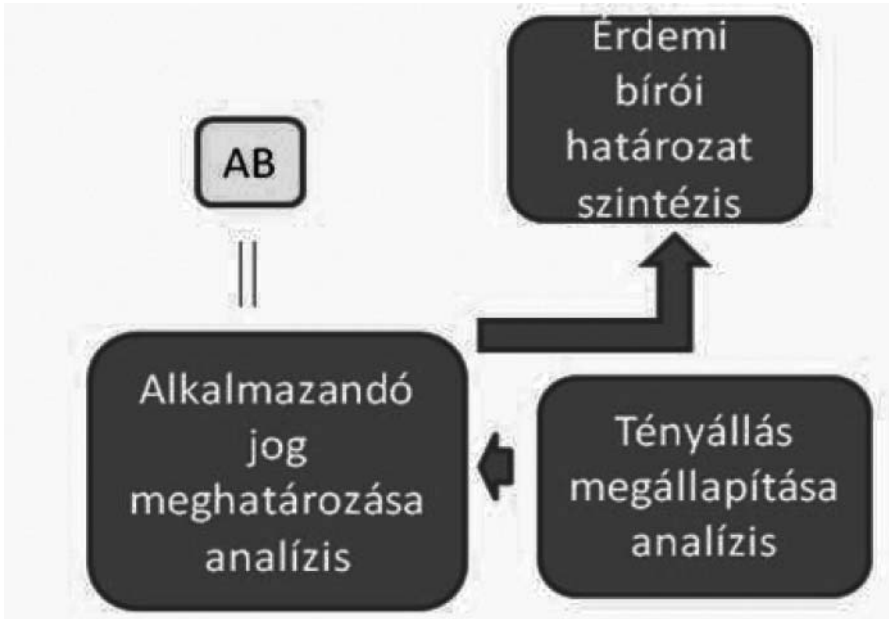 Érdemi
bírói
határozat
szintézis
AB
Alkalmazandó
jog
meghatározása
analízis
Tényállás
megállapítása
analízis